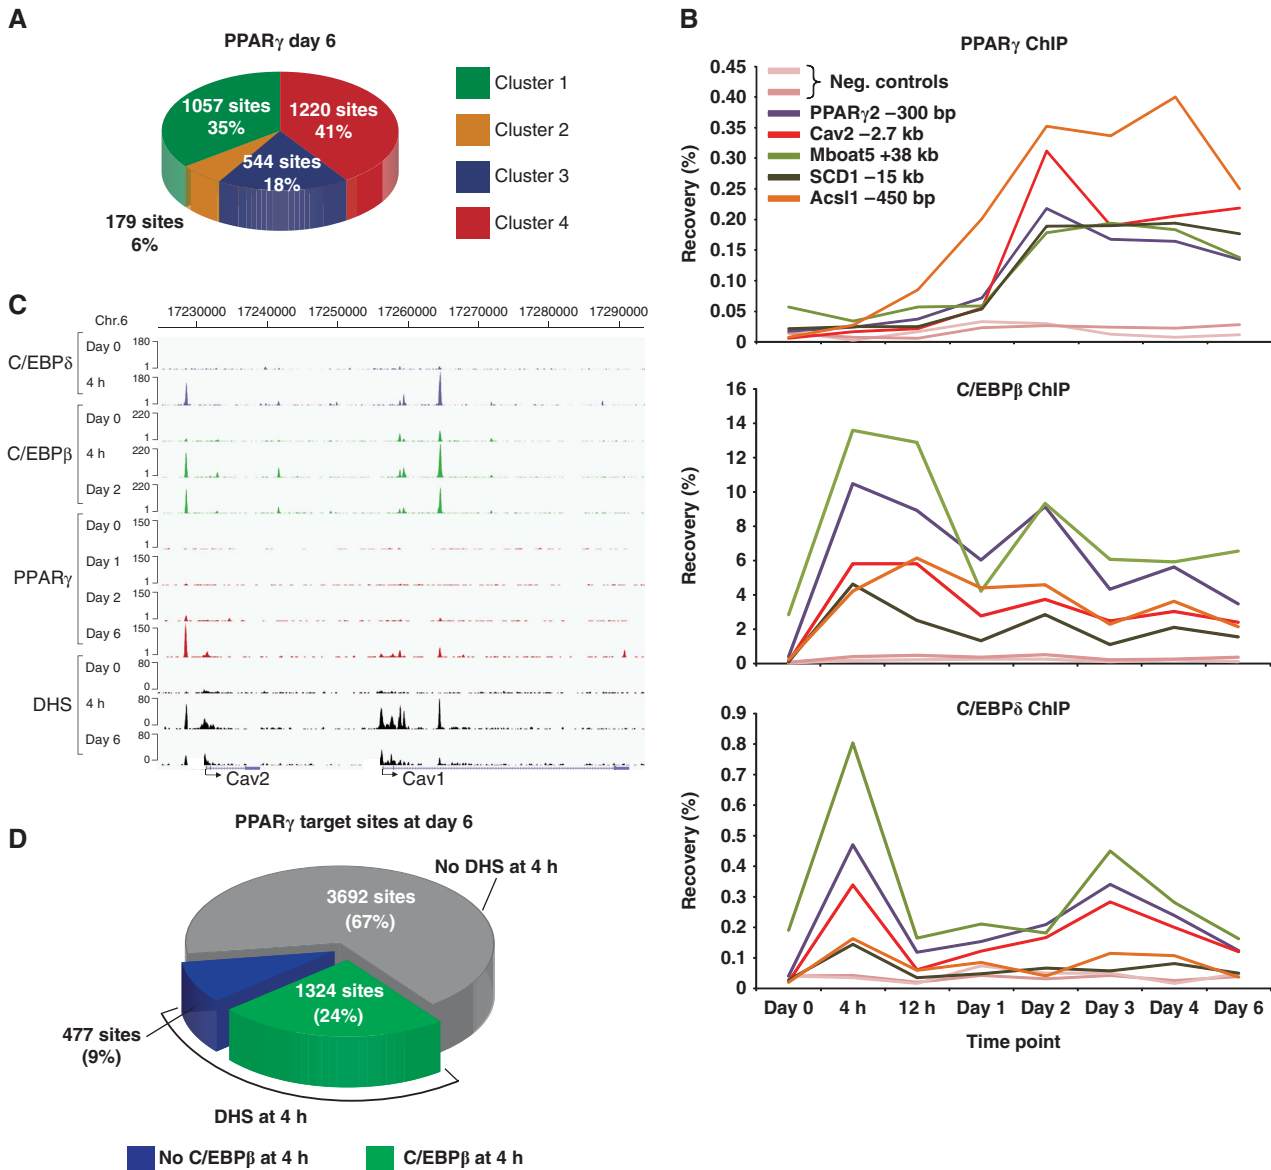 A
PPARγ day 6
1057 sites
35%
1220 sites
41%
544 sites
18%
179 sites
6%
Cluster 1
Cluster 2
Cluster 3
Cluster 4
B
PPARγ ChIP
Recovery (%)
0.45
0.40
0.35
0.30
0.25
0.20
0.15
0.10
0.05
0
Neg. controls
PPARγ2 –300 bp
Cav2 –2.7 kb
Mboat5 +38 kb
SCD1 –15 kb
Acsl1 –450 bp
C/EBPβ ChIP
Recovery (%)
16
14
12
10
8
6
4
2
0
C/EBPδ ChIP
Recovery (%)
0.9
0.8
0.7
0.6
0.5
0.4
0.3
0.2
0.1
0
Day 0 4 h 12 h Day 1 Day 2 Day 3 Day 4 Day 6
Time point
C
Chr.6
17230000 17240000 17250000 17260000 17270000 17280000 17290000
C/EBPδ
Day 0 180
1
4 h 180
1
C/EBPβ
Day 0 220
1
4 h 220
1
Day 2 220
1
PPARγ
Day 0 150
1
Day 1 150
1
Day 2 150
1
Day 6 150
1
DHS
Day 0 80
0
4 h 80
0
Day 6 80
0
Cav2 Cav1
D
PPARγ target sites at day 6
No DHS at 4 h
3692 sites
(67%)
1324 sites
(24%)
477 sites
(9%)
DHS at 4 h
No C/EBPβ at 4 h
C/EBPβ at 4 h